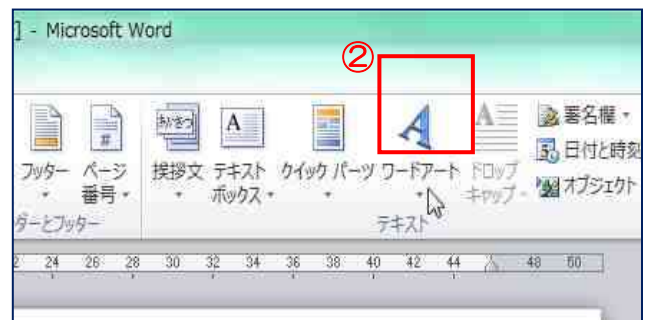 ] - Microsoft Word
②
フッター ページ番号 挨拶文 テキストボックス クイック パーツ ワードアート ドロップキャップ
署名欄
日付と時刻
オブジェクト
ダーとフッター テキスト
24 26 28 30 32 34 36 38 40 42 44 48 50